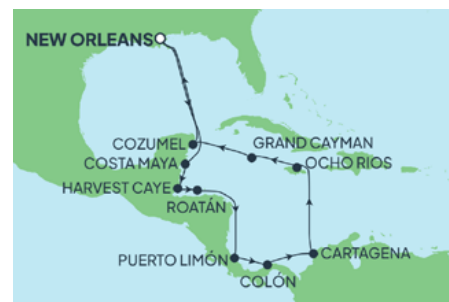 NEW ORLEANS
COZUMEL
GRAND CAYMAN
COSTA MAYA
OCHO RIOS
HARVEST CAYE
ROATÁN
PUERTO LIMÓN
CARTAGENA
COLÓN